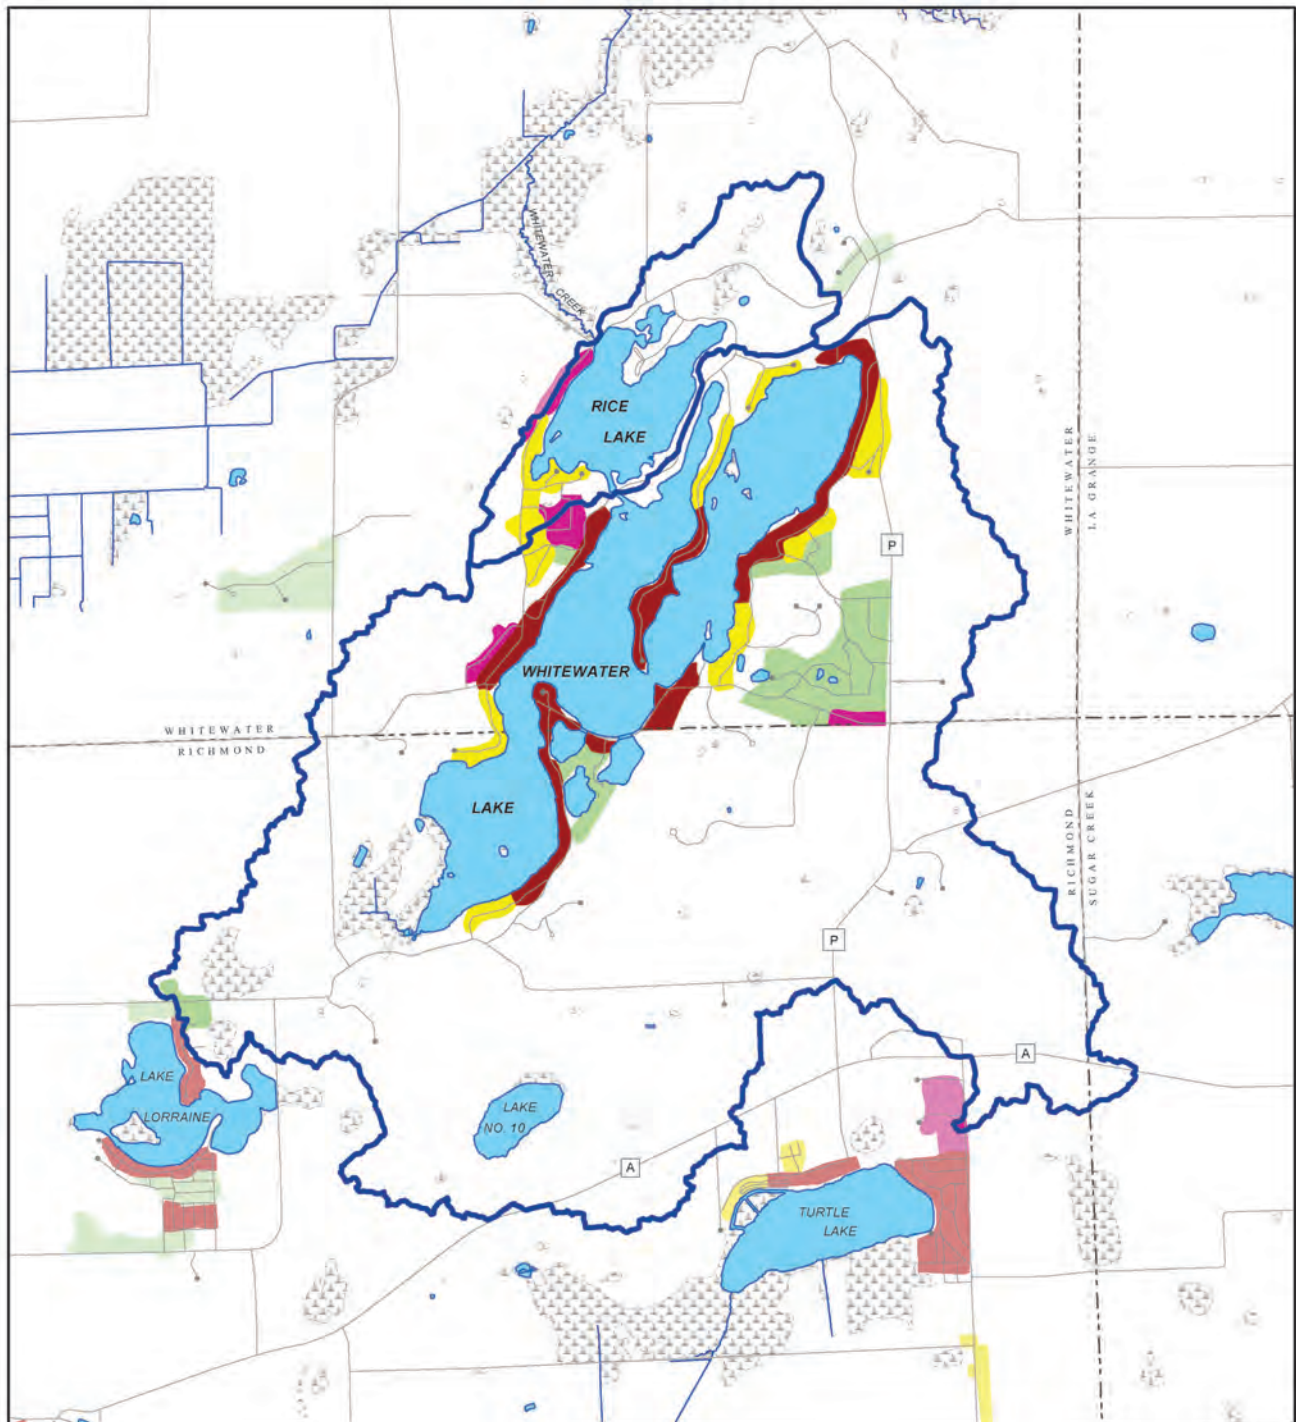 WHITEWATER
CREEK
RICE
LAKE
WHITEWATER
LA GRANGE
P
WHITEWATER
WHITEWATER
RICHMOND
LAKE
RICHMOND
SUGAR CREEK
P
A
LAKE
LORRAINE
LAKE
NO. 10
A
TURTLE
LAKE